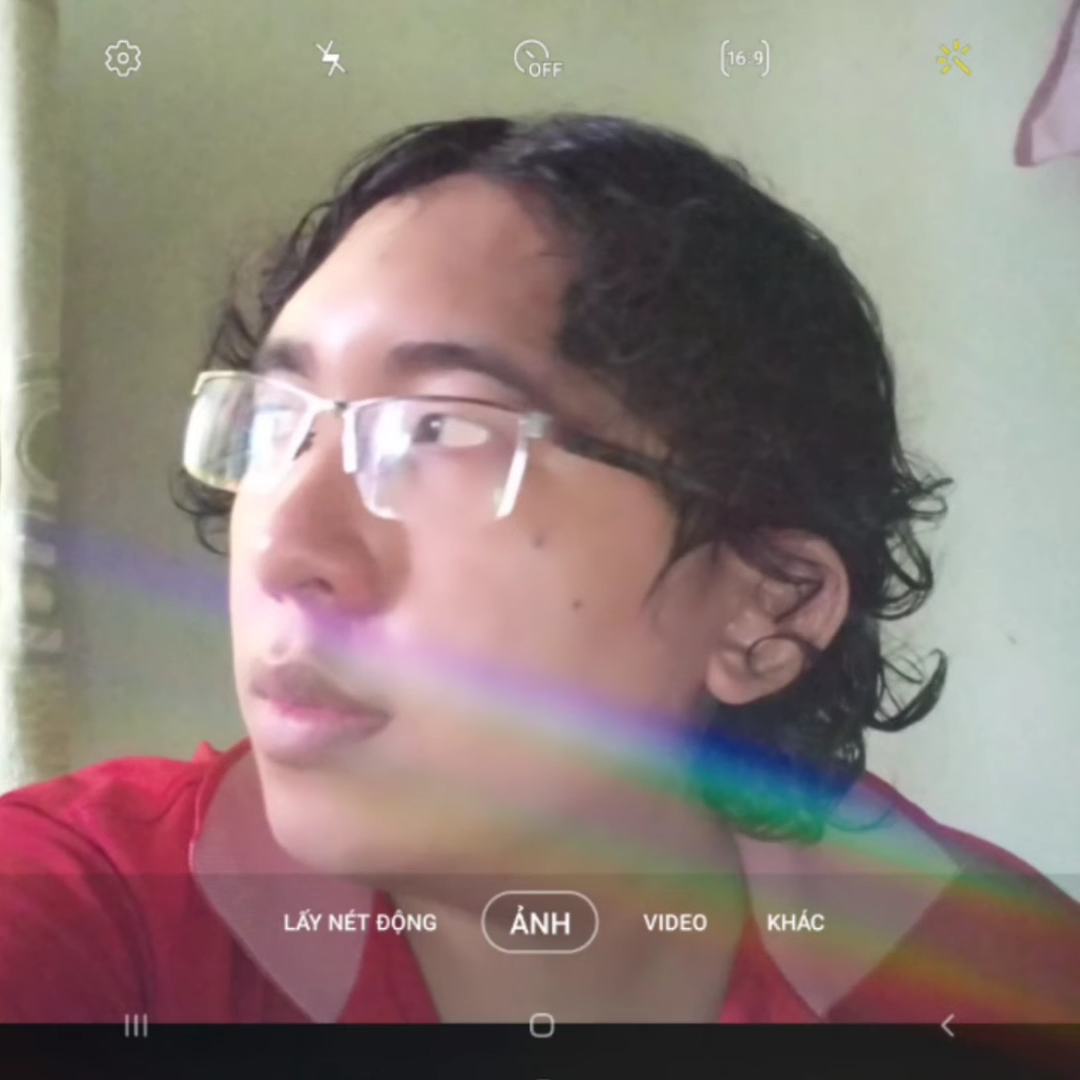 OFF
16:9
LẤY NÉT ĐỘNG
ẢNH
VIDEO
KHÁC